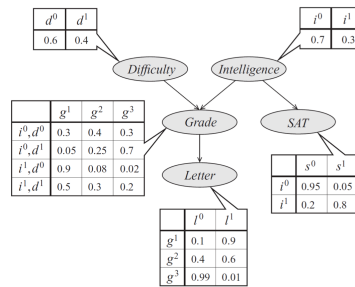 d⁰ d¹
0.6 0.4
i⁰ i¹
0.7 0.3
Difficulty Intelligence
g¹ g² g³
i⁰,d⁰ 0.3 0.4 0.3
i⁰,d¹ 0.05 0.25 0.7
i¹,d⁰ 0.9 0.08 0.02
i¹,d¹ 0.5 0.3 0.2
Grade SAT
Letter
s⁰ s¹
i⁰ 0.95 0.05
i¹ 0.2 0.8
l⁰ l¹
g¹ 0.1 0.9
g² 0.4 0.6
g³ 0.99 0.01